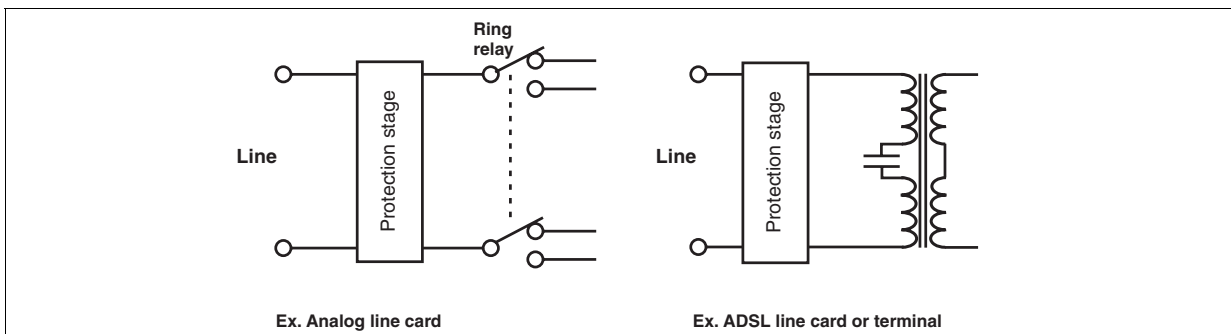 Ring
relay
Line
Protection stage
Ex. Analog line card
Line
Protection stage
Ex. ADSL line card or terminal